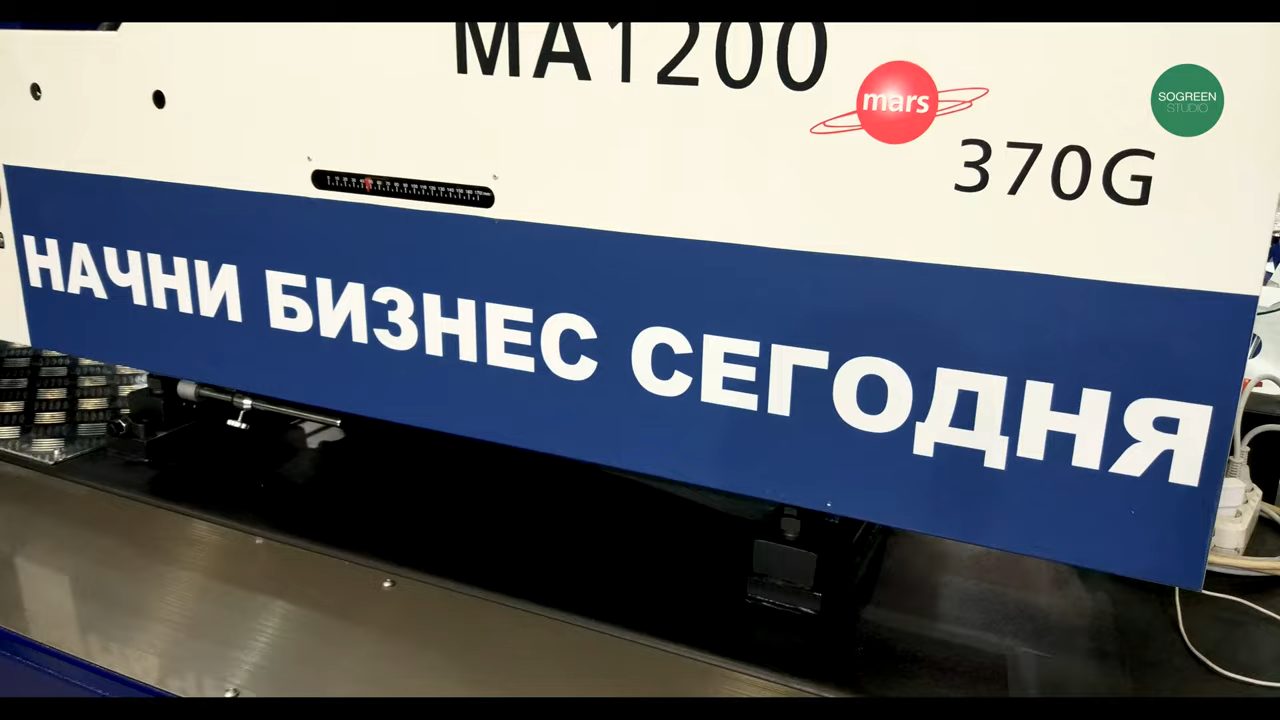 MA1200
mars
SOGREEN
STUDIO
370G
НАЧНИ БИЗНЕС СЕГОДНЯ